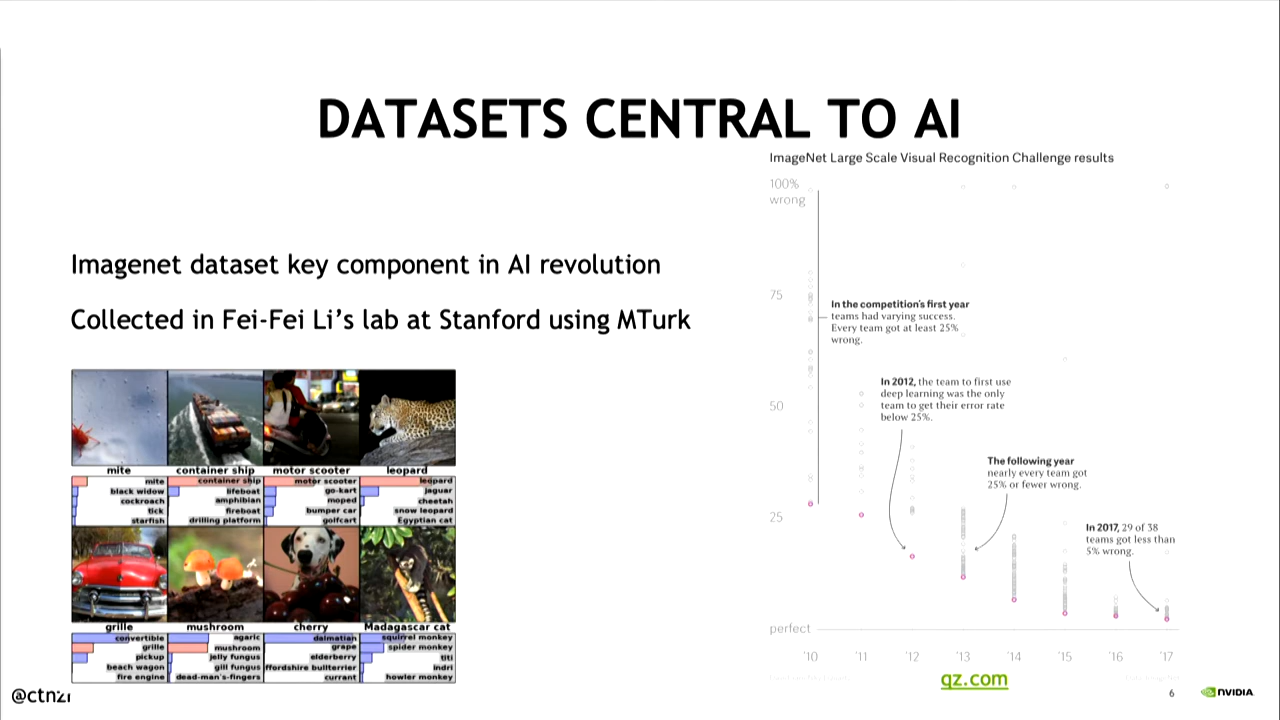 DATASETS CENTRAL TO AI
Imagenet dataset key component in AI revolution
Collected in Fei-Fei Li's lab at Stanford using MTurk
mite
container ship
motor scooter
leopard
mite
black widow
cockroach
tick
starfish
container ship
lifeboat
amphibian
fireboat
drilling platform
motor scooter
go-kart
moped
bumper car
golfcart
leopard
jaguar
cheetah
snow leopard
Egyptian cat
grille
mushroom
cherry
Madagascar cat
convertible
grille
pickup
beach wagon
fire engine
agaric
mushroom
jelly fungus
gill fungus
dead-man's-fingers
dalmatian
grape
elderberry
ffordshire bullterrier
currant
squirrel monkey
spider monkey
titi
indri
howler monkey
ImageNet Large Scale Visual Recognition Challenge results
100%
wrong
75
50
25
perfect
In the competition's first year
teams had varying success.
Every team got at least 25%
wrong.
In 2012, the team to first use
deep learning was the only
team to get their error rate
below 25%.
The following year
nearly every team got
25% or fewer wrong.
In 2017, 29 of 38
teams got less than
5% wrong.
'10
'11
'12
'13
'14
'15
'16
'17
qz.com
6
NVIDIA